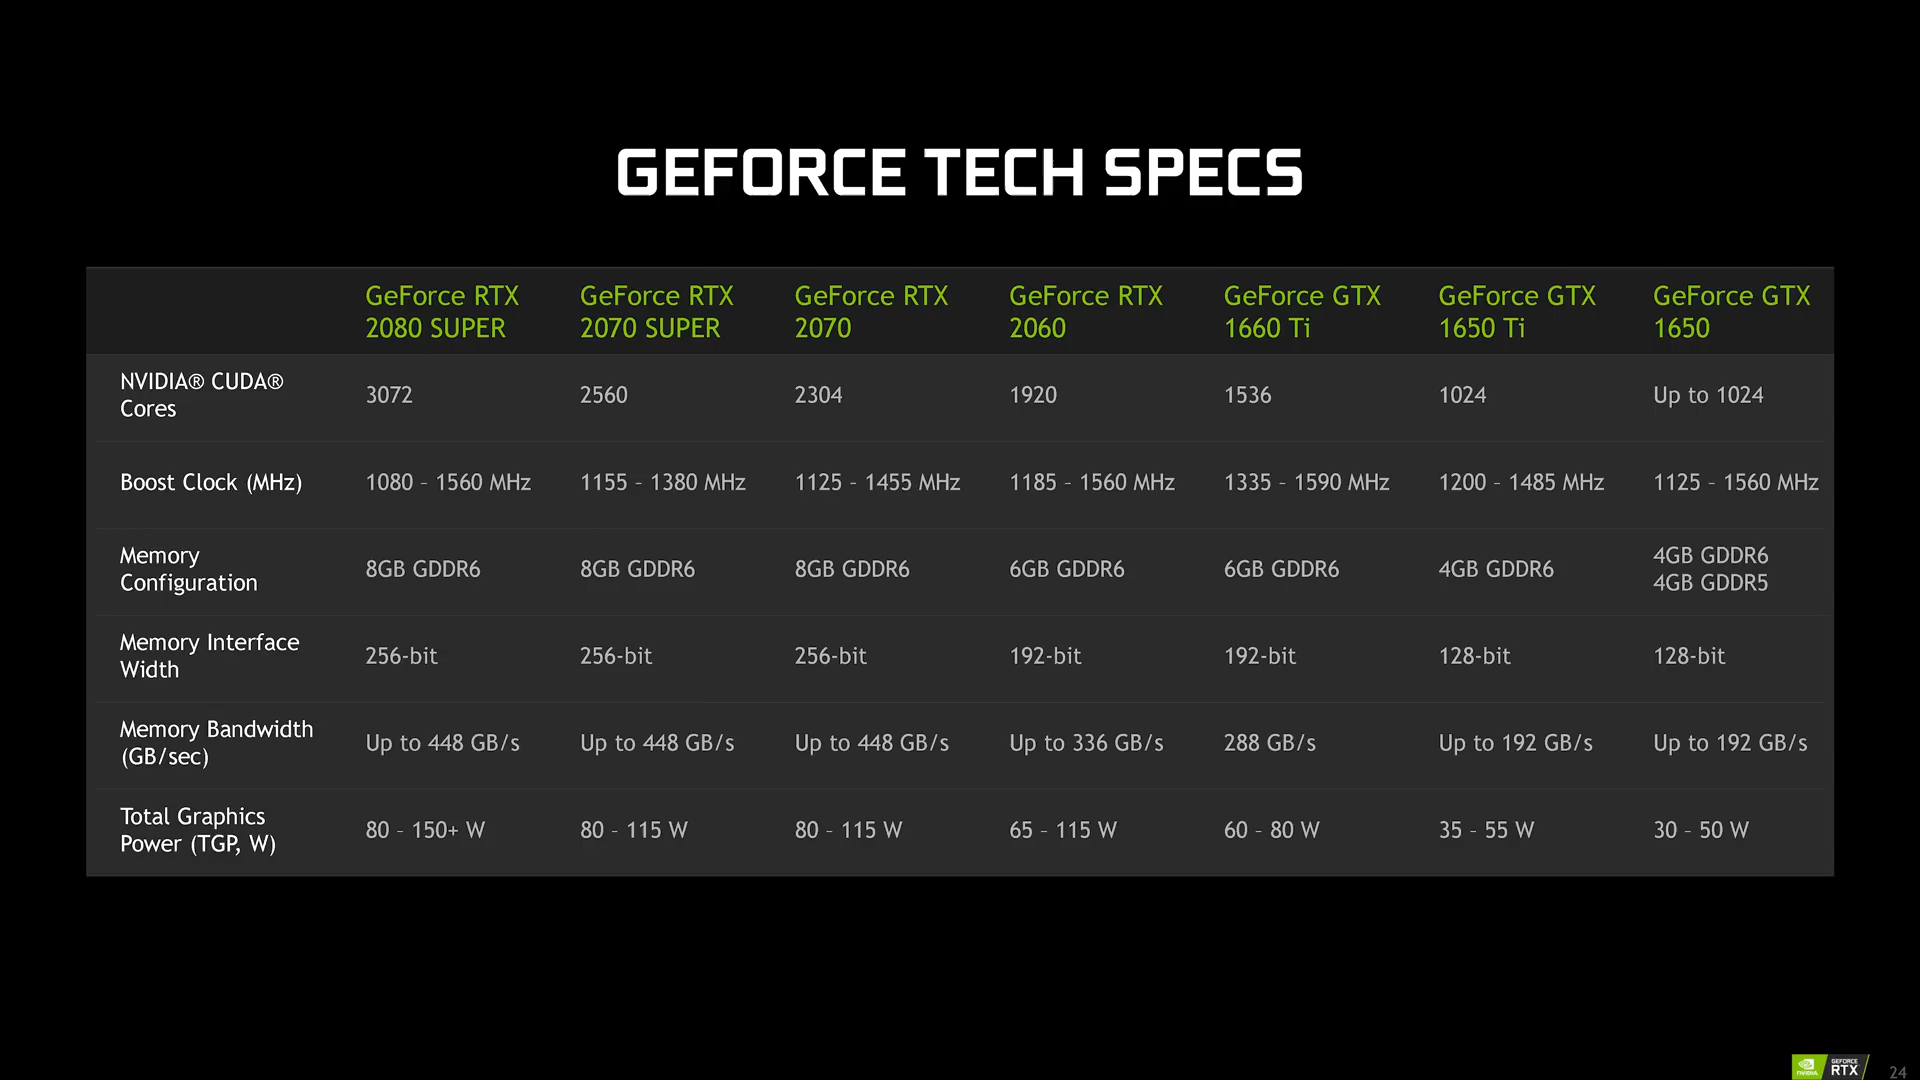 GEFORCE TECH SPECS
GeForce RTX 2080 SUPER GeForce RTX 2070 SUPER GeForce RTX 2070 GeForce RTX 2060 GeForce GTX 1660 Ti GeForce GTX 1650 Ti GeForce GTX 1650
NVIDIA® CUDA® Cores 3072 2560 2304 1920 1536 1024 Up to 1024
Boost Clock (MHz) 1080 – 1560 MHz 1155 – 1380 MHz 1125 – 1455 MHz 1185 – 1560 MHz 1335 – 1590 MHz 1200 – 1485 MHz 1125 – 1560 MHz
Memory Configuration 8GB GDDR6 8GB GDDR6 8GB GDDR6 6GB GDDR6 6GB GDDR6 4GB GDDR6 4GB GDDR6 4GB GDDR5
Memory Interface Width 256-bit 256-bit 256-bit 192-bit 192-bit 128-bit 128-bit
Memory Bandwidth (GB/sec) Up to 448 GB/s Up to 448 GB/s Up to 448 GB/s Up to 336 GB/s 288 GB/s Up to 192 GB/s Up to 192 GB/s
Total Graphics Power (TGP, W) 80 – 150+ W 80 – 115 W 80 – 115 W 65 – 115 W 60 – 80 W 35 – 55 W 30 – 50 W
NVIDIA GEFORCE RTX 24